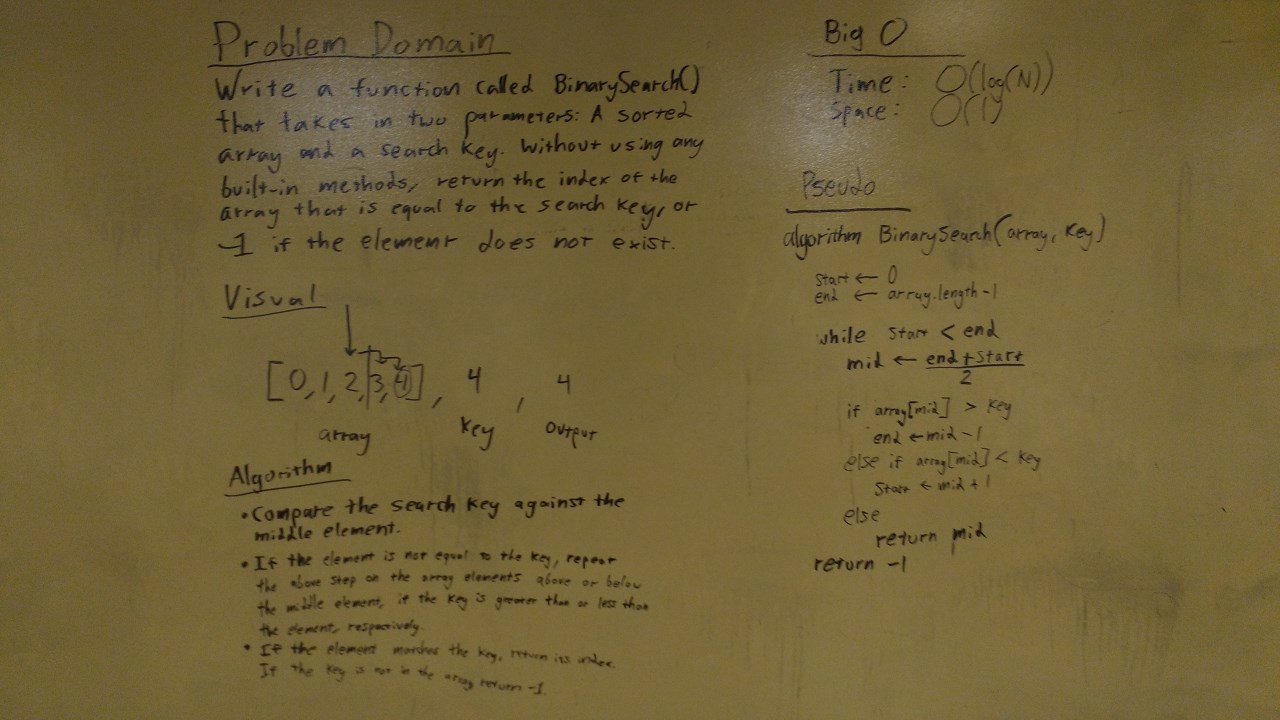 Problem Domain
Write a function called BinarySearch()
that takes in two parameters: A sorted
array and a search key. Without using any
built-in methods, return the index of the
array that is equal to the search key, or
-1 if the element does not exist.
Visual
[0,1,2,3,4], 4, 4
array key output
Algorithm
• Compare the search key against the
middle element.
• If the element is not equal to the key, repeat
the above step on the array elements above or below
the middle element, if the key is greater than or less than
the element, respectively.
• If the element matches the key, return its index.
If the key is not in the array return -1.
Big O
Time: O(log(N))
Space: O(1)
Pseudo
algorithm BinarySearch(array, key)
start ← 0
end ← array.length-1
while start < end
mid ← end + start
2
if array[mid] > key
end ← mid - 1
else if array[mid] < key
start ← mid + 1
else
return mid
return -1